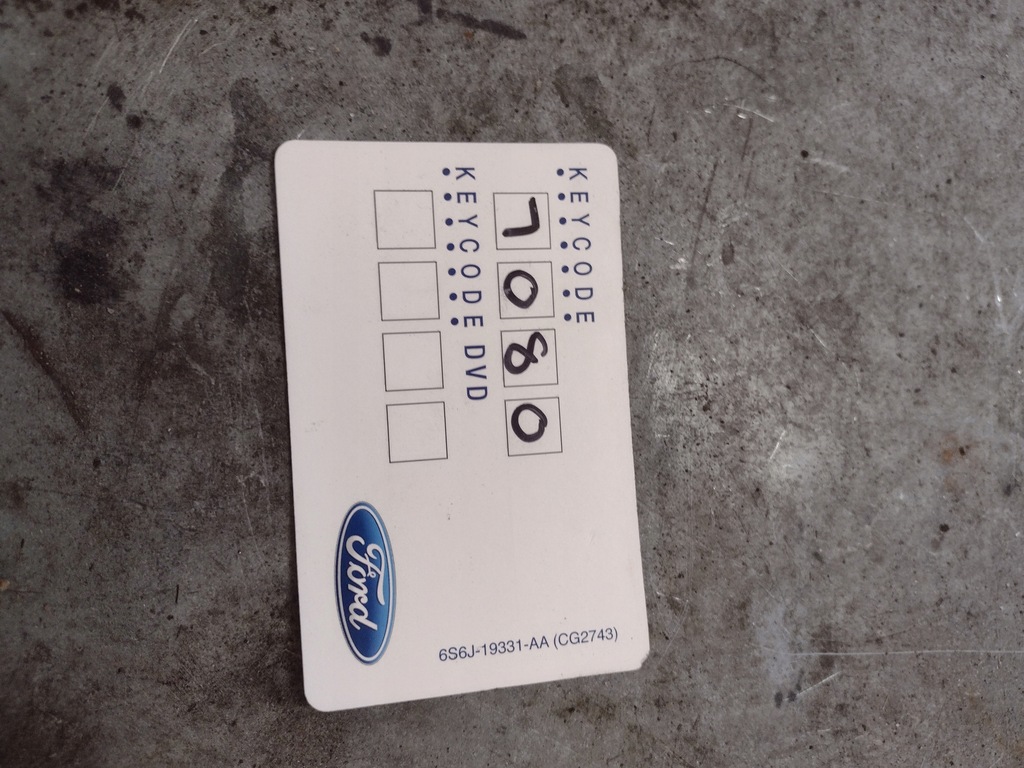 KEYCODE
7080
KEYCODE DVD
Ford
6S6J-19331-AA (CG2743)